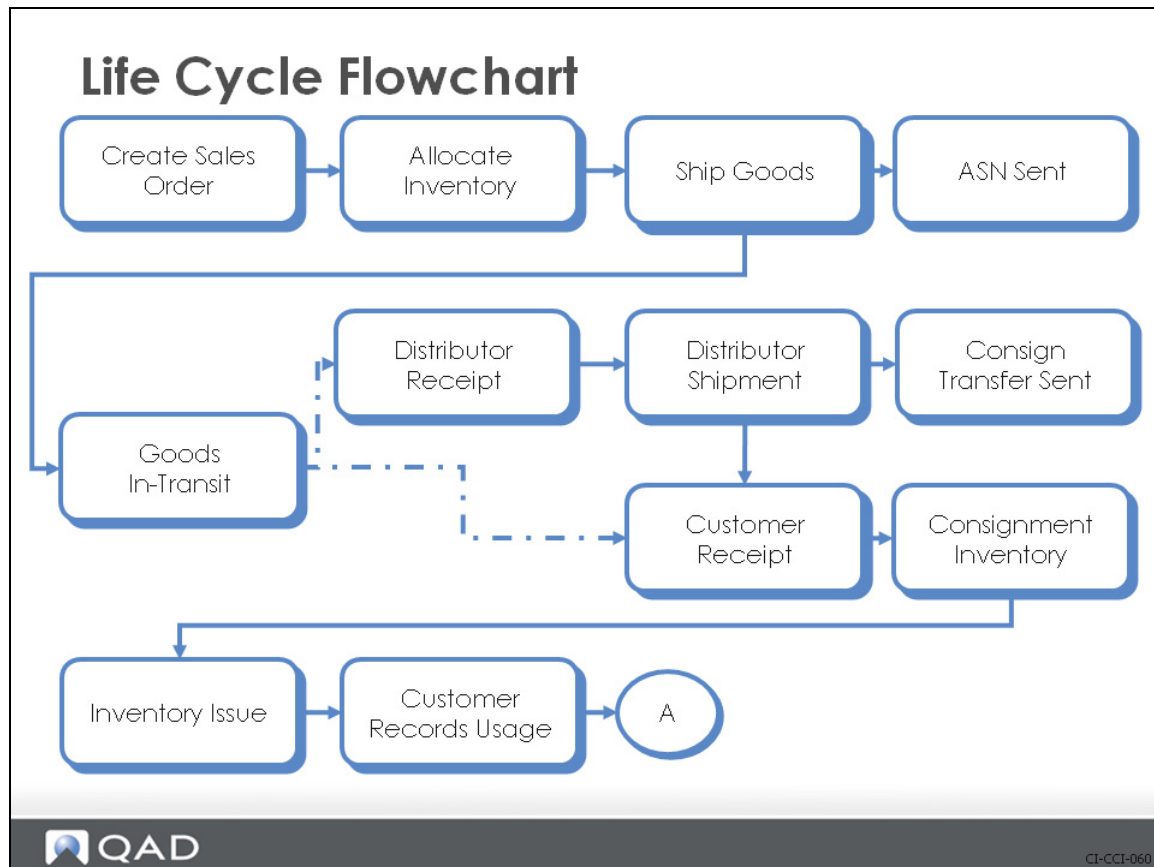 Life Cycle Flowchart
Create Sales
Order
Allocate
Inventory
Ship Goods
ASN Sent
Distributor
Receipt
Distributor
Shipment
Consign
Transfer Sent
Goods
In-Transit
Customer
Receipt
Consignment
Inventory
Inventory Issue
Customer
Records Usage
A
QAD
CI-CCI-060